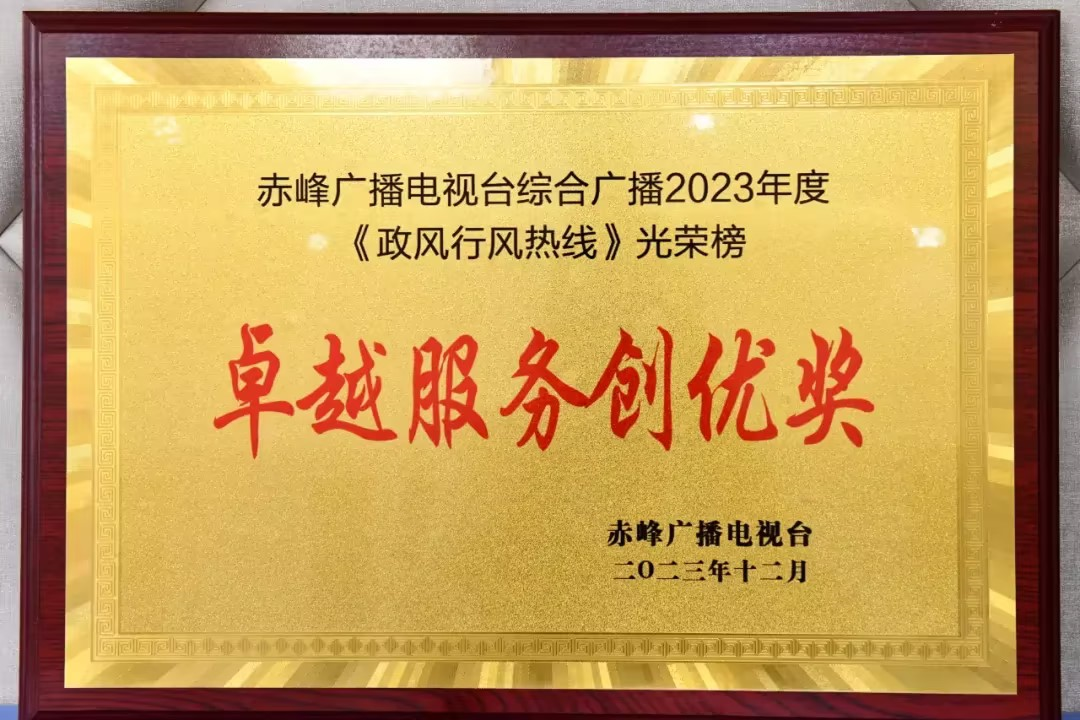 赤峰广播电视台综合广播2023年度
《政风行风热线》光荣榜
卓越服务创优奖
赤峰广播电视台
二〇二三年十二月